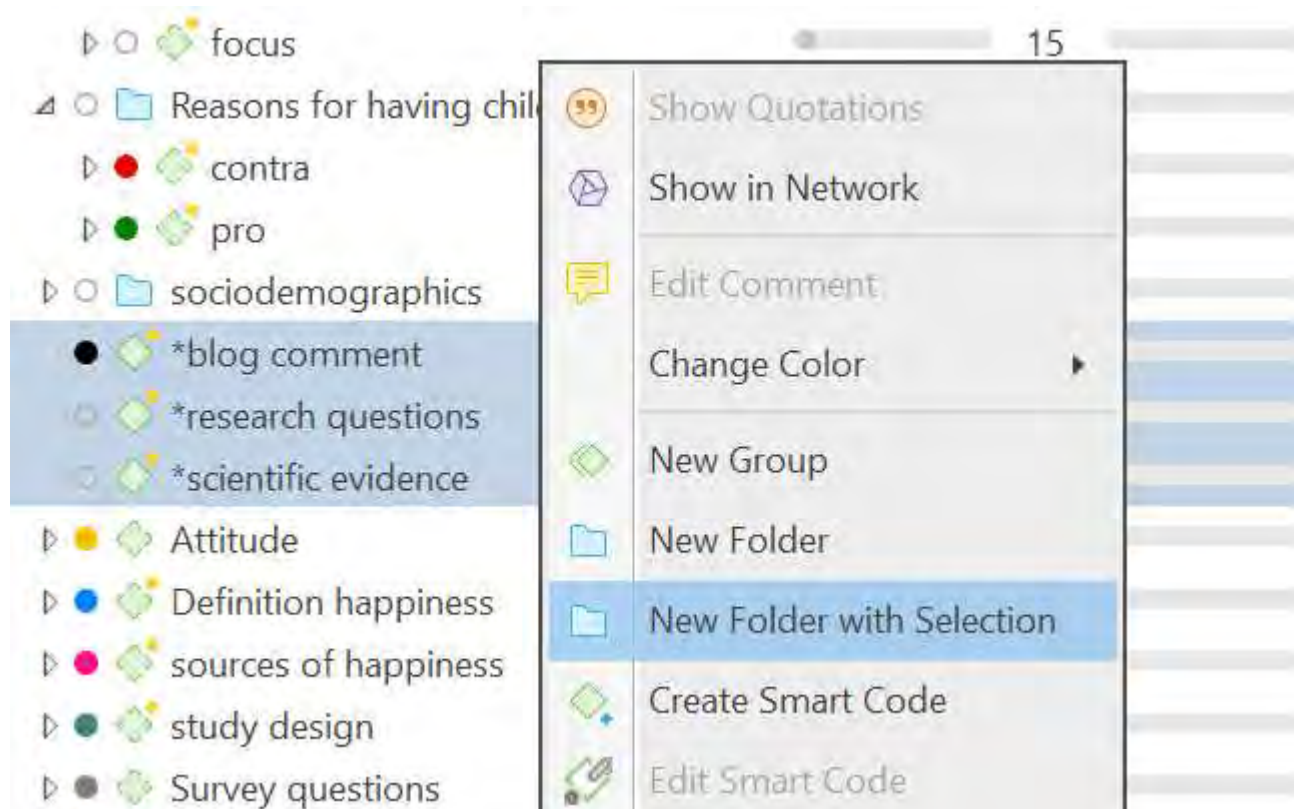 focus
15
Reasons for having chil
contra
pro
sociodemographics
*blog comment
*research questions
*scientific evidence
Attitude
Definition happiness
sources of happiness
study design
Survey questions
Show Quotations
Show in Network
Edit Comment
Change Color
New Group
New Folder
New Folder with Selection
Create Smart Code
Edit Smart Code